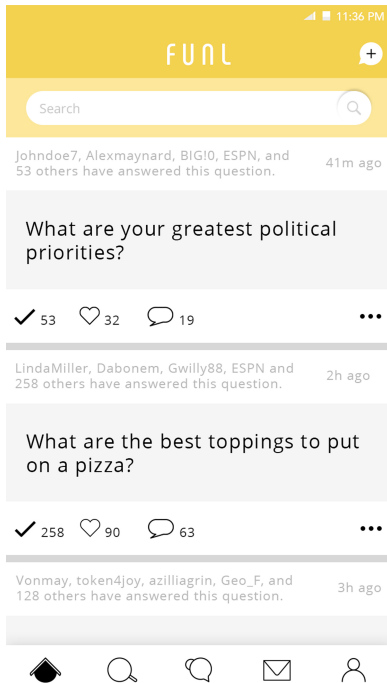 11:36 PM
FUNL
Search
Johndoe7, Alexmaynard, BIG!0, ESPN, and
53 others have answered this question.
41m ago
What are your greatest political
priorities?
53 32 19
LindaMiller, Dabonem, Gwilly88, ESPN and
258 others have answered this question.
2h ago
What are the best toppings to put
on a pizza?
258 90 63
Vonmay, token4joy, azilliagrin, Geo_F, and
128 others have answered this question.
3h ago